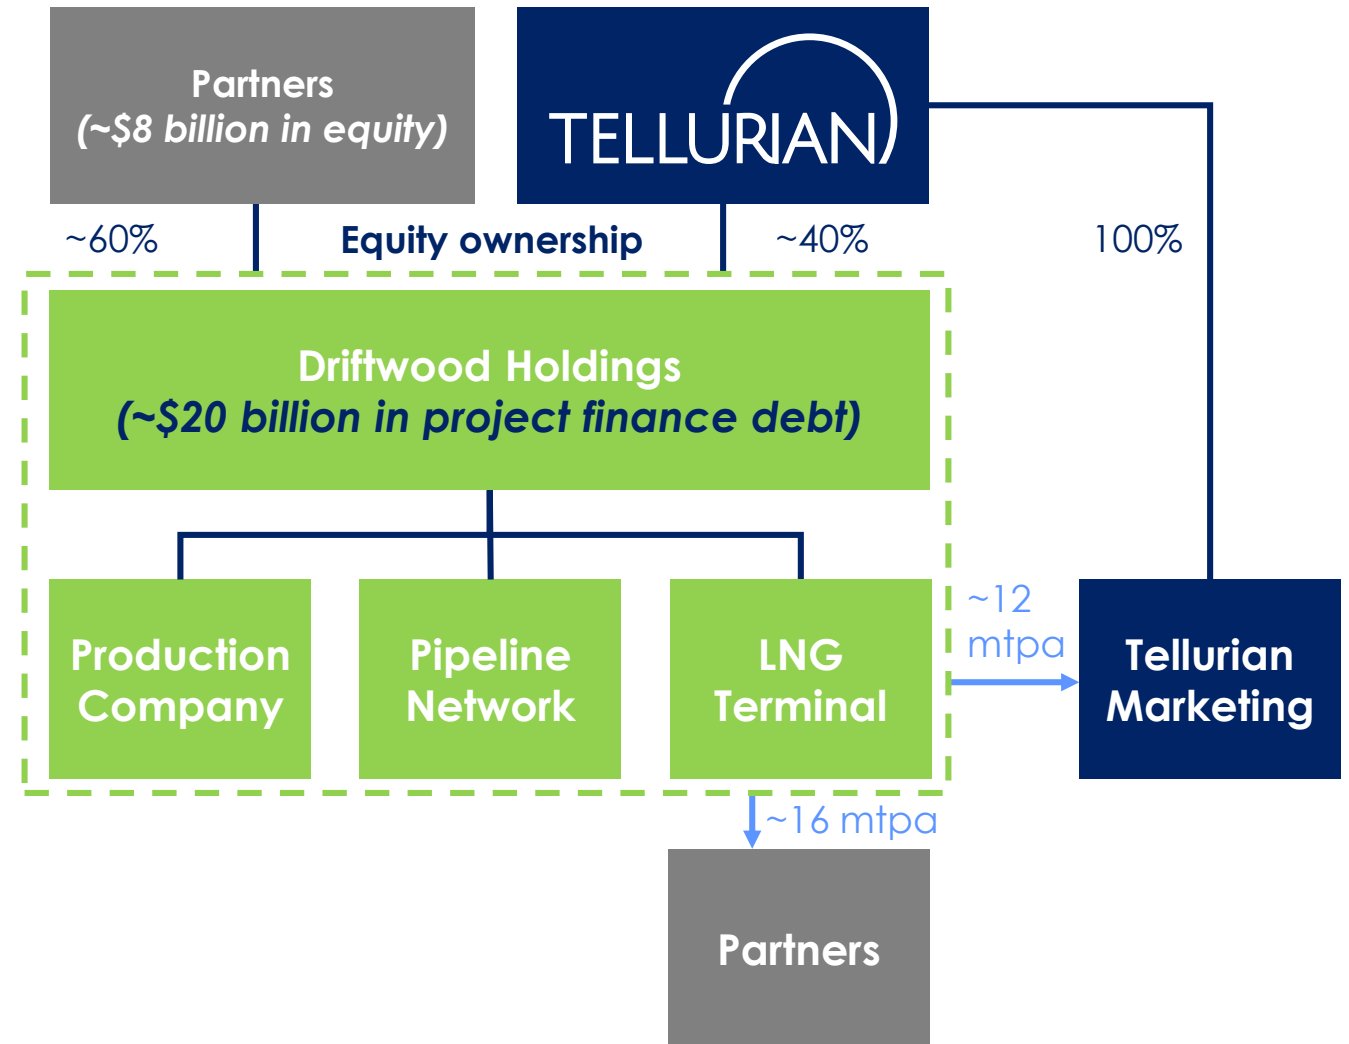 Partners
(~$8 billion in equity)
TELLURIAN
~60%
Equity ownership
~40%
100%
Driftwood Holdings
(~$20 billion in project finance debt)
Production
Company
Pipeline
Network
LNG
Terminal
~12
mtpa
Tellurian
Marketing
~16 mtpa
Partners